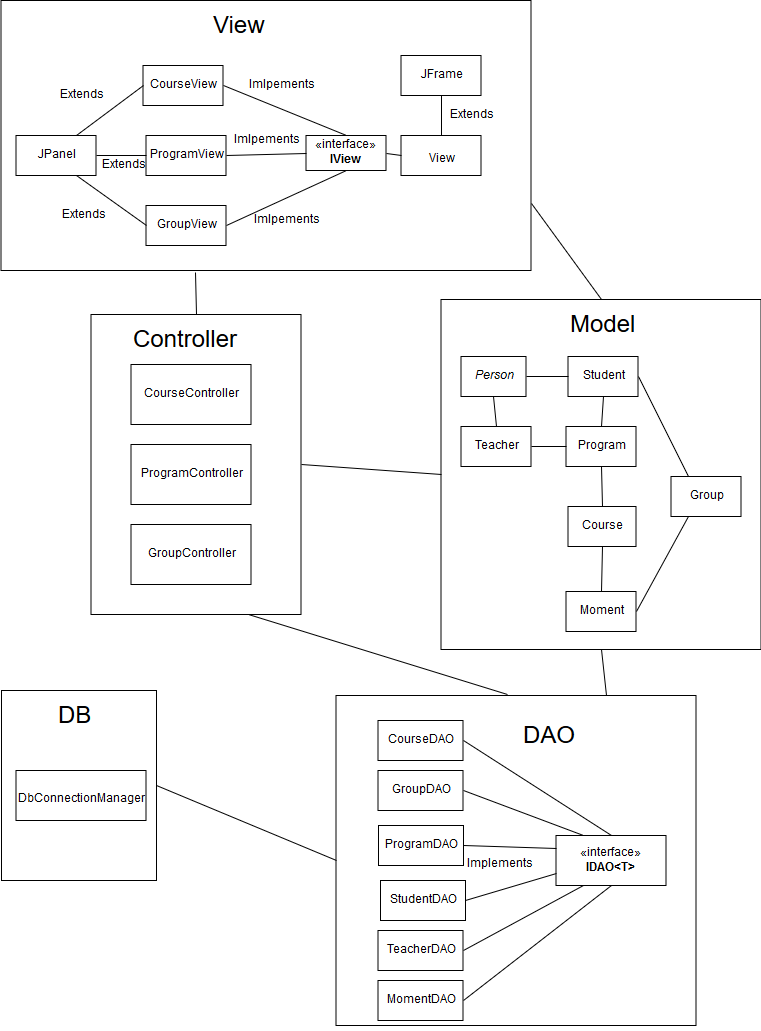 View
CourseView
Imlpements
JFrame
Extends
Extends
«interface»
IView
Imlpements
JPanel
Extends
ProgramView
View
Extends
GroupView
Imlpements
Controller
CourseController
ProgramController
GroupController
Model
Person
Student
Teacher
Program
Group
Course
Moment
DB
DbConnectionManager
DAO
CourseDAO
GroupDAO
ProgramDAO
Implements
«interface»
IDAO<T>
StudentDAO
TeacherDAO
MomentDAO